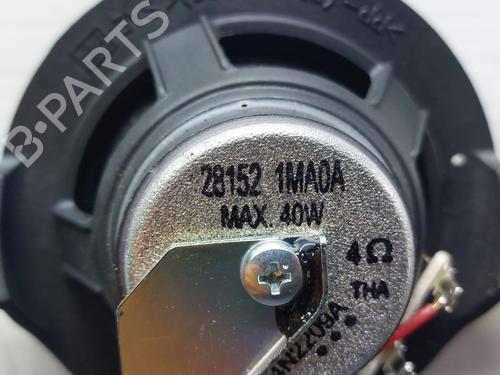 B-PARTS
28152 1MA0A
MAX. 40W
4Ω
THA